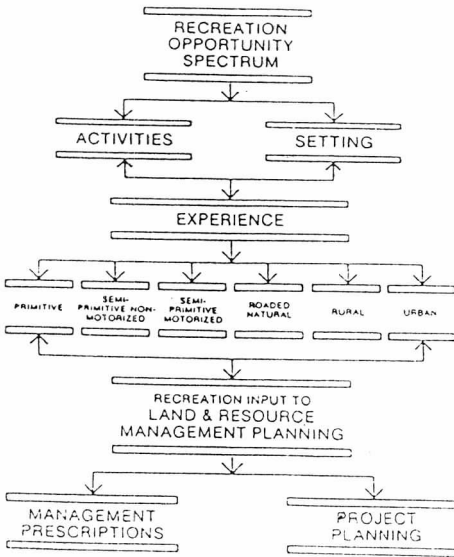 RECREATION
OPPORTUNITY
SPECTRUM
ACTIVITIES
SETTING
EXPERIENCE
PRIMITIVE
SEMI-
PRIMITIVE NON-
MOTORIZED
SEMI-
PRIMITIVE
MOTORIZED
ROADED
NATURAL
RURAL
URBAN
RECREATION INPUT TO
LAND & RESOURCE
MANAGEMENT PLANNING
MANAGEMENT
PRESCRIPTIONS
PROJECT
PLANNING